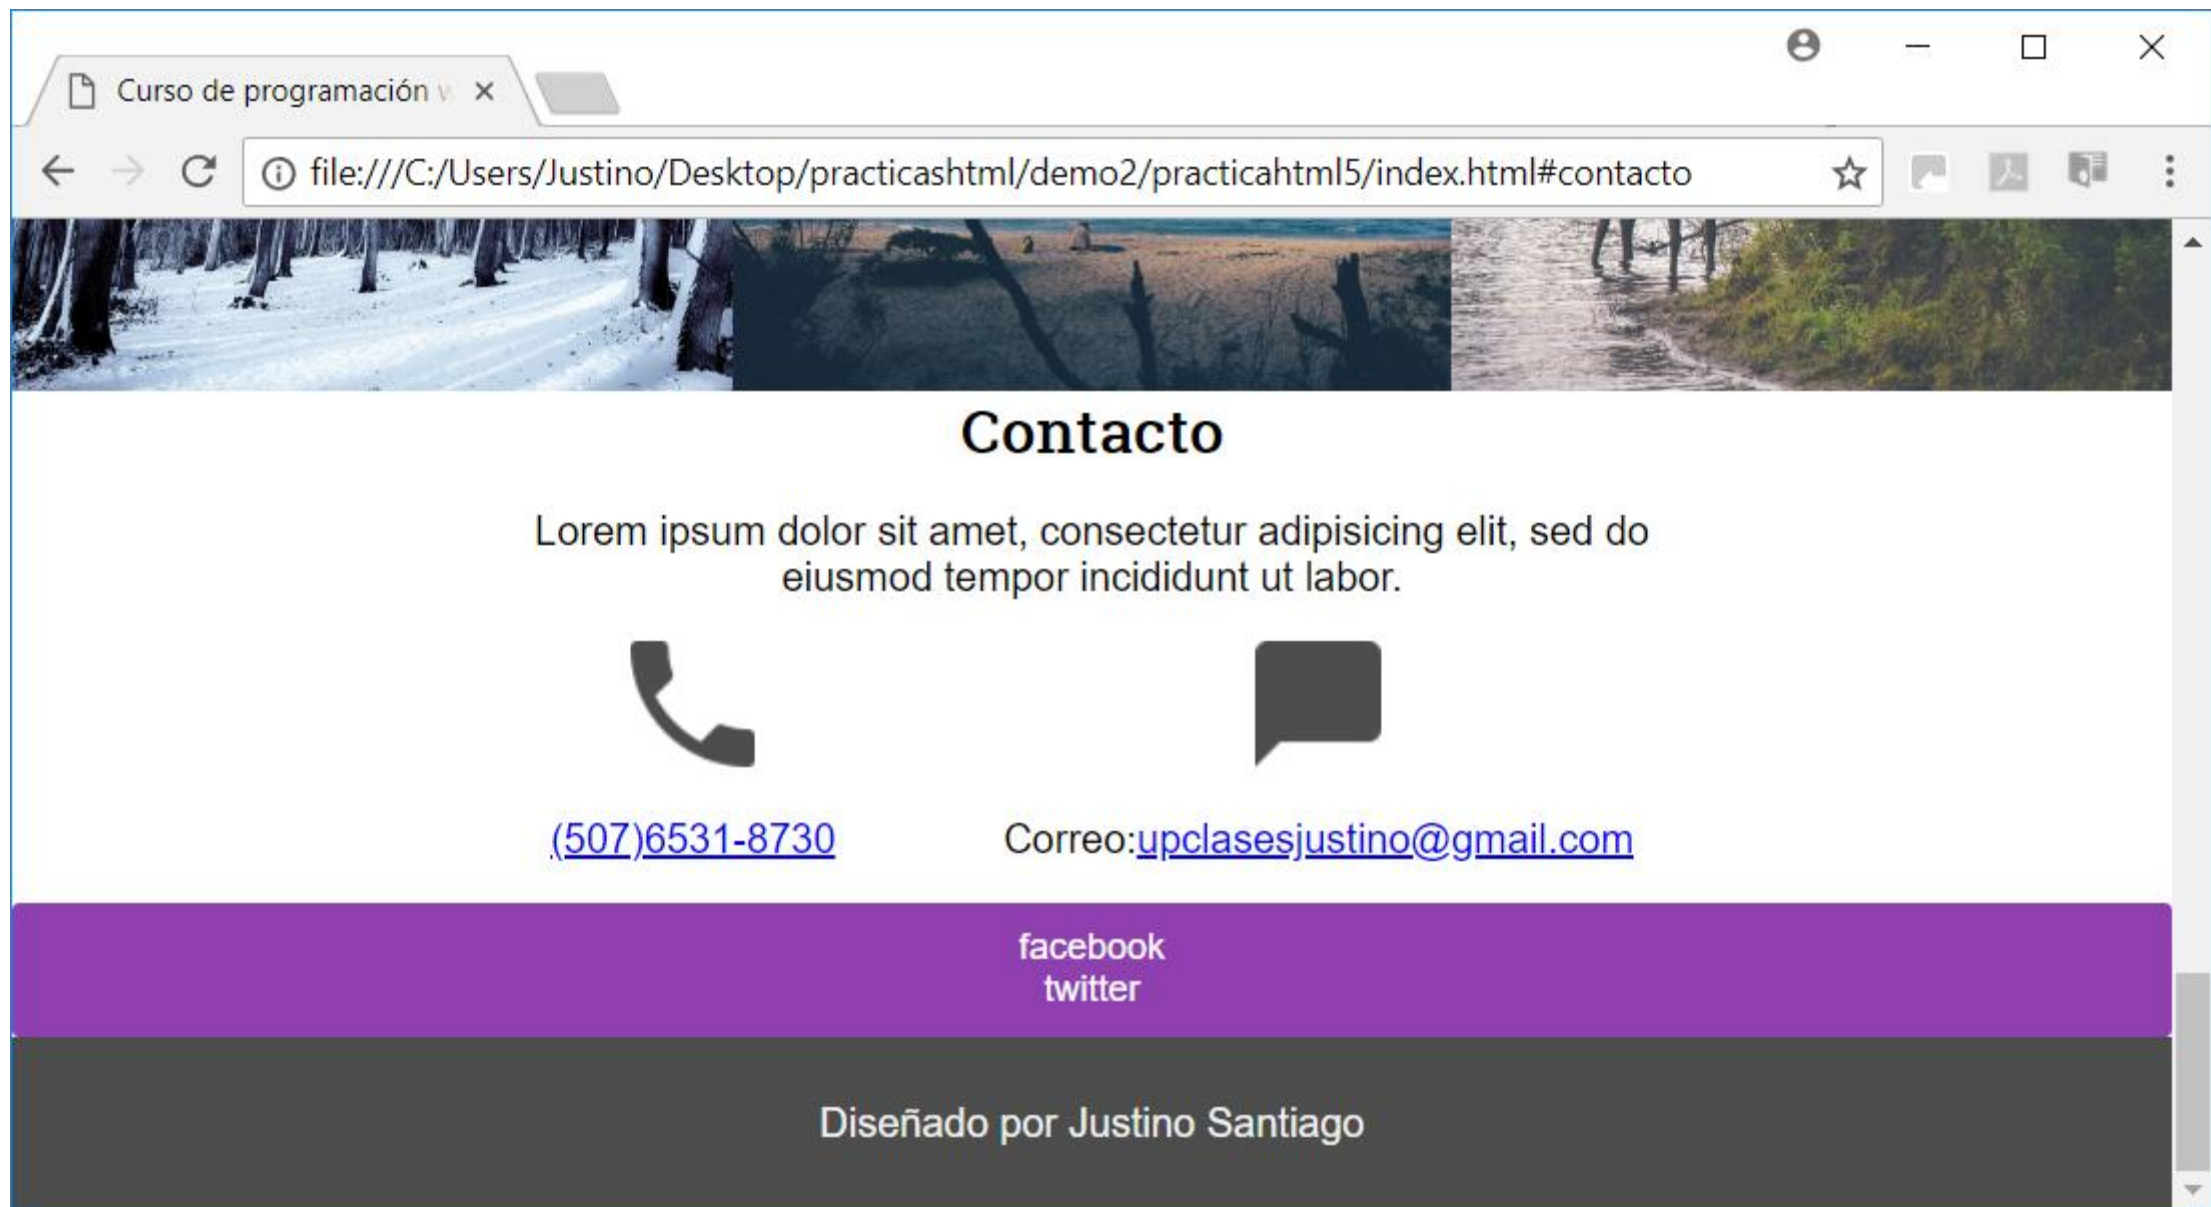 Curso de programación
file:///C:/Users/Justino/Desktop/practicashtml/demo2/practicahtml5/index.html#contacto
Contacto
Lorem ipsum dolor sit amet, consectetur adipisicing elit, sed do
eiusmod tempor incididunt ut labor.
(507)6531-8730
Correo:upclasesjustino@gmail.com
facebook
twitter
Diseñado por Justino Santiago